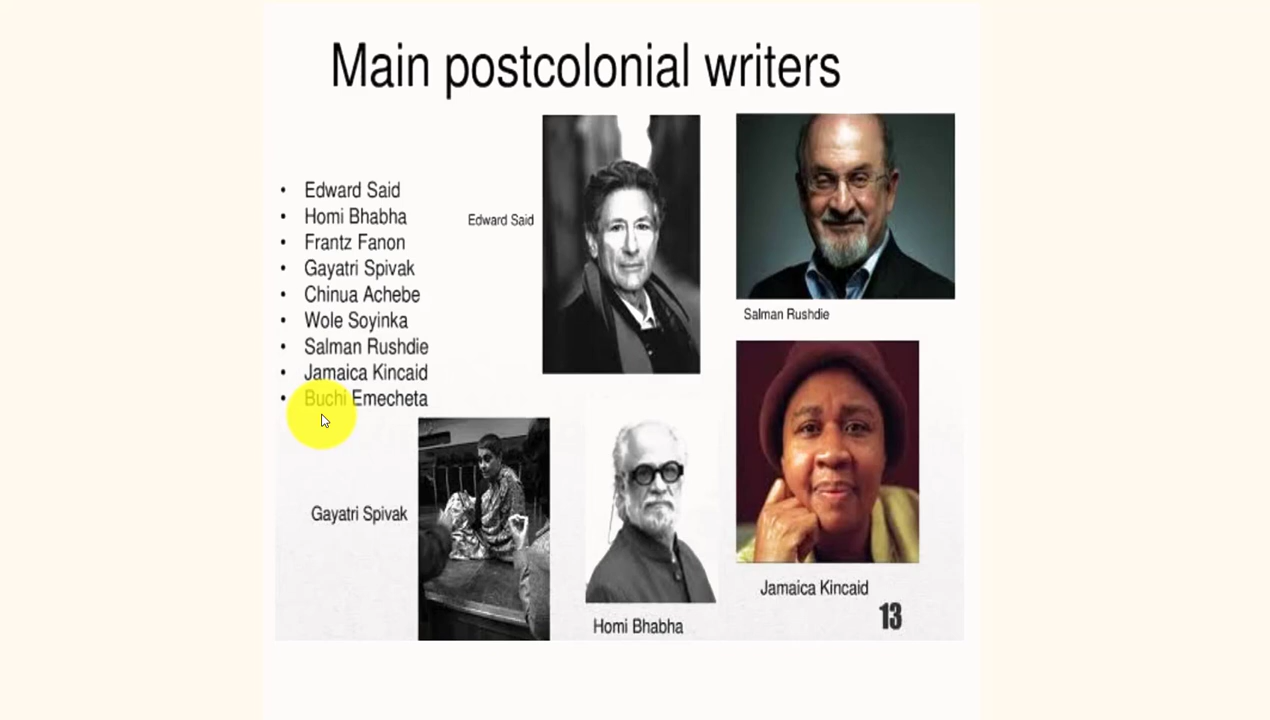 Main postcolonial writers
• Edward Said
• Homi Bhabha
• Frantz Fanon
• Gayatri Spivak
• Chinua Achebe
• Wole Soyinka
• Salman Rushdie
• Jamaica Kincaid
• Buchi Emecheta
Edward Said
Salman Rushdie
Gayatri Spivak
Homi Bhabha
Jamaica Kincaid
13